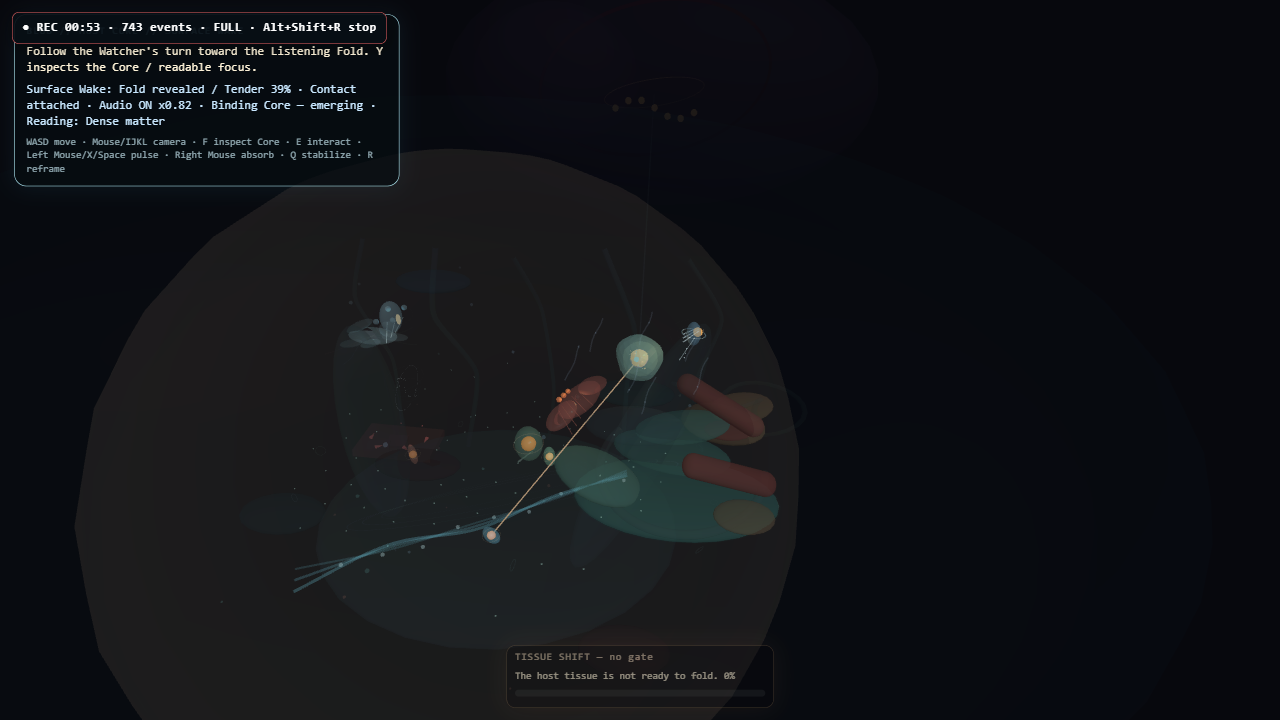 ● REC 00:53 · 743 events · FULL · Alt+Shift+R stop
Follow the Watcher's turn toward the Listening Fold. Y
inspects the Core / readable focus.
Surface Wake: Fold revealed / Tender 39% · Contact
attached · Audio ON x0.82 · Binding Core — emerging ·
Reading: Dense matter
WASD move · Mouse/IJKL camera · F inspect Core · E interact ·
Left Mouse/X/Space pulse · Right Mouse absorb · Q stabilize · R
reframe
TISSUE SHIFT — no gate
The host tissue is not ready to fold. 0%